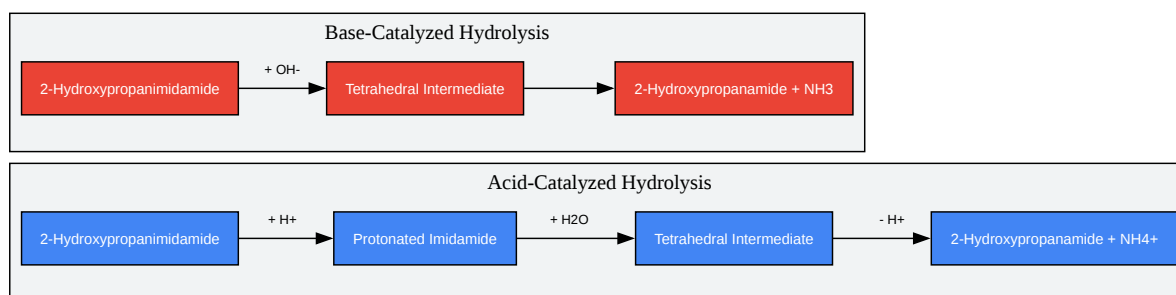 Base-Catalyzed Hydrolysis
+ OH-
2-Hydroxypropanimidamide
Tetrahedral Intermediate
2-Hydroxypropanamide + NH3
Acid-Catalyzed Hydrolysis
+ H+
+ H2O
- H+
2-Hydroxypropanimidamide
Protonated Imidamide
Tetrahedral Intermediate
2-Hydroxypropanamide + NH4+